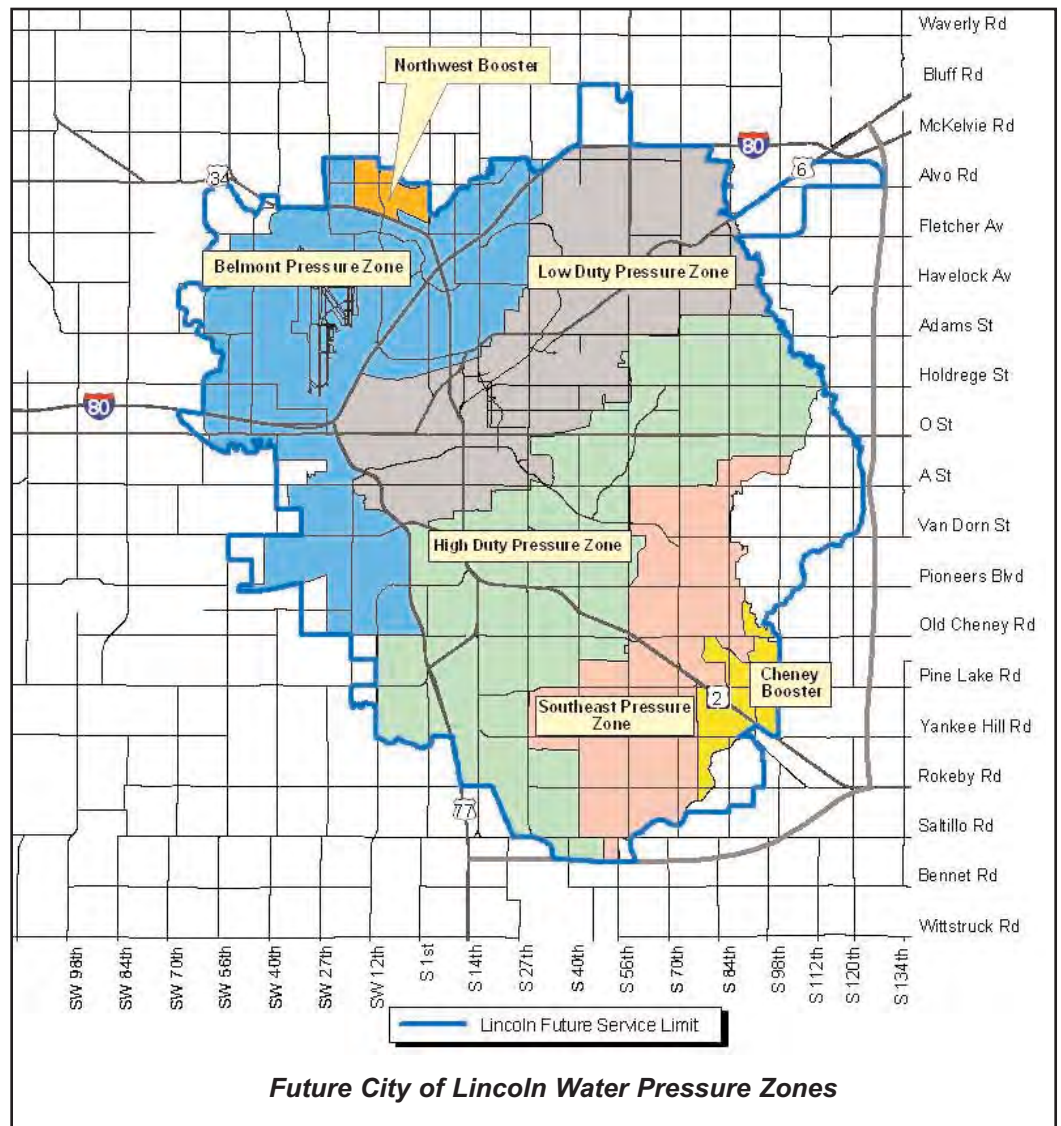 Waverly Rd
Bluff Rd
McKelvie Rd
Alvo Rd
Fletcher Av
Havelock Av
Adams St
Holdrege St
O St
A St
Van Dorn St
Pioneers Blvd
Old Cheney Rd
Pine Lake Rd
Yankee Hill Rd
Rokeby Rd
Saltillo Rd
Bennet Rd
Wittstruck Rd
Northwest Booster
80
6
34
Belmont Pressure Zone
Low Duty Pressure Zone
80
High Duty Pressure Zone
Cheney
Booster
2
Southeast Pressure
Zone
77
SW 98th
SW 84th
SW 70th
SW 56th
SW 40th
SW 27th
SW 12th
S 1st
S 14th
S 27th
S 40th
S 56th
S 70th
S 84th
S 98th
S 112th
S 120th
S 134th
Lincoln Future Service Limit
Future City of Lincoln Water Pressure Zones